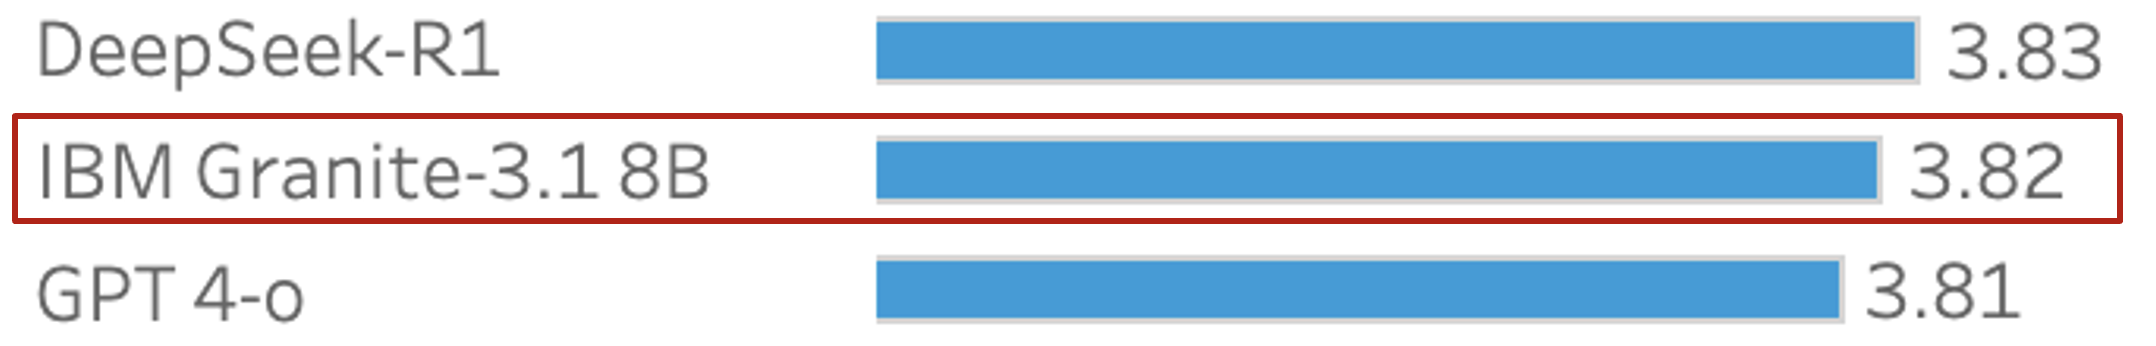 DeepSeek-R1 3.83
IBM Granite-3.1 8B 3.82
GPT 4-o 3.81